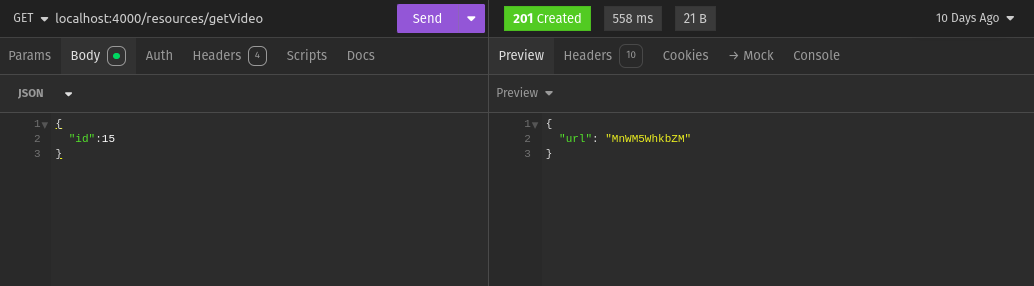 GET localhost:4000/resources/getVideo Send 201 Created 558 ms 21 B 10 Days Ago
Params Body Auth Headers 4 Scripts Docs Preview Headers 10 Cookies → Mock Console
JSON Preview
1 { 1 {
2 "id":15 2 "url": "MnWM5WhkbZM"
3 } 3 }